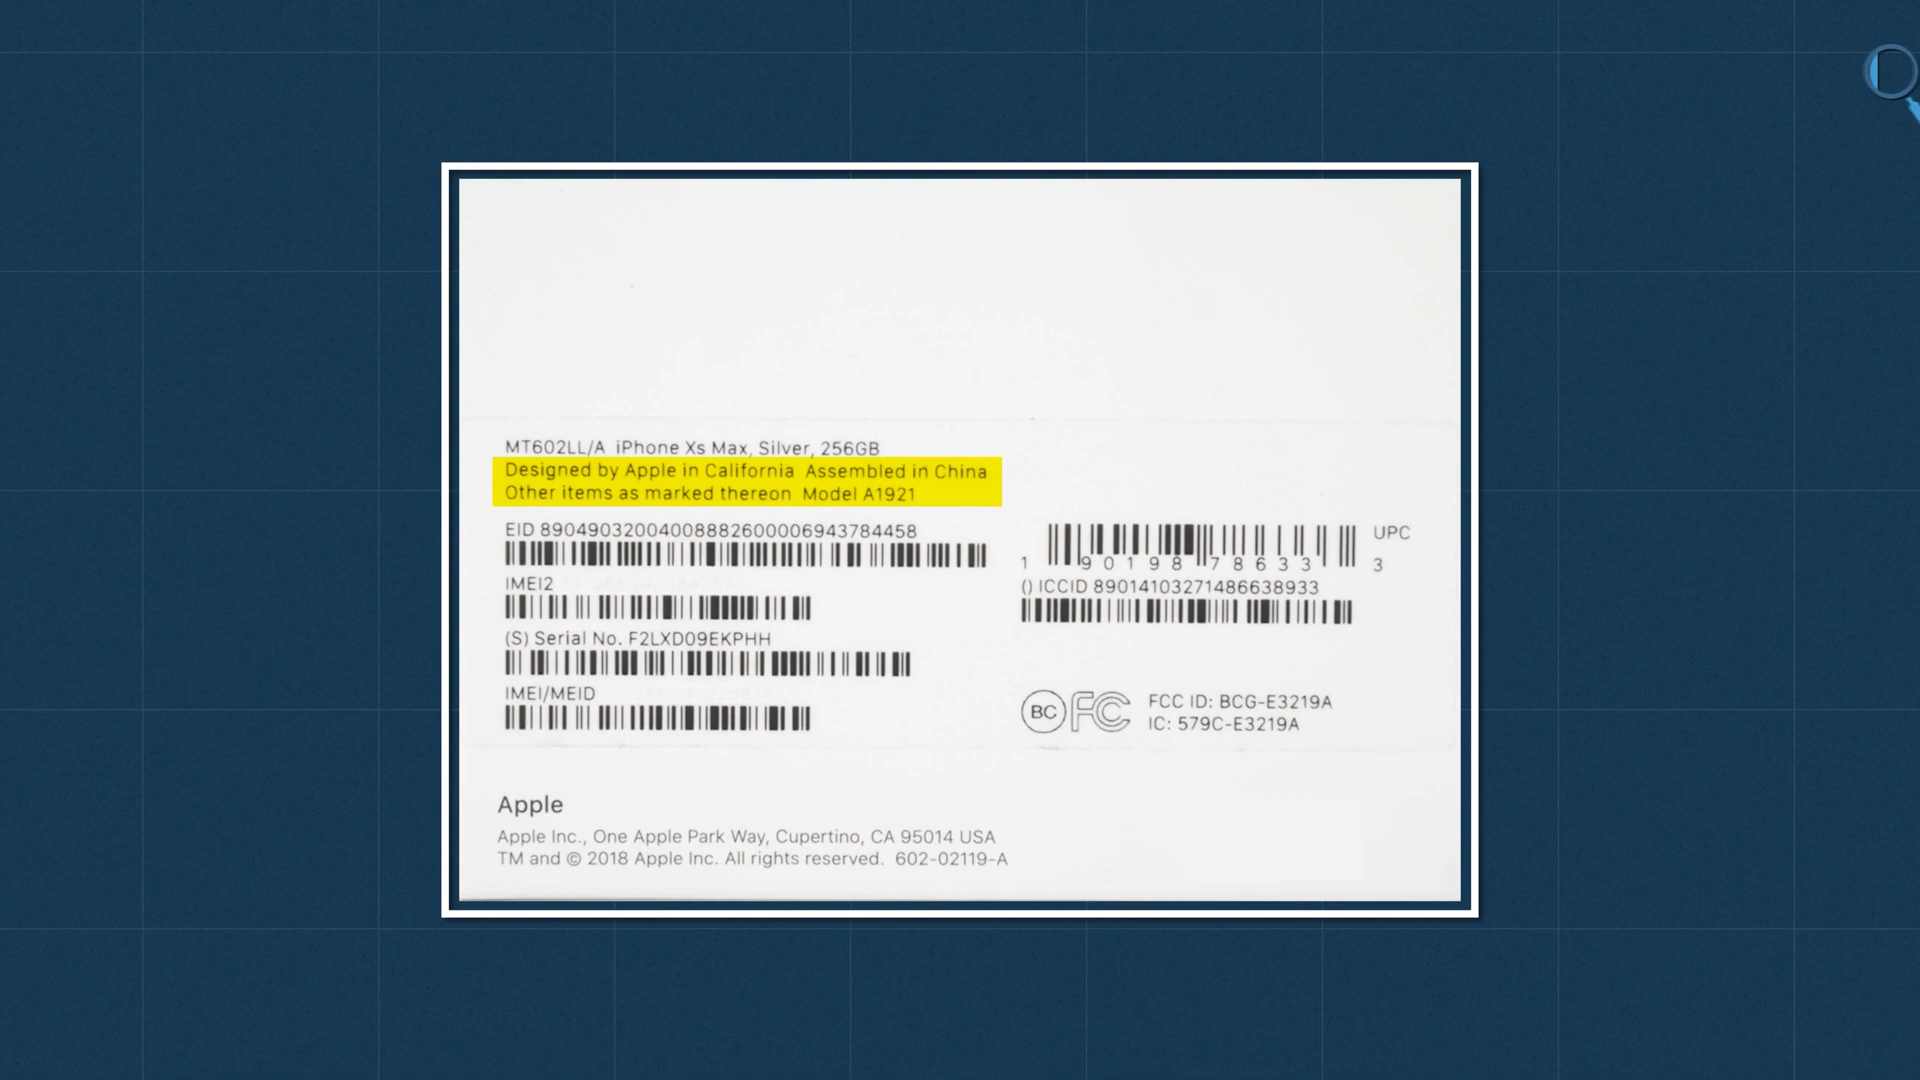 MT602LL/A iPhone Xs Max, Silver, 256GB
Designed by Apple in California Assembled in China
Other items as marked thereon Model A1921
EID 89049032004008882600006943784458
IMEI2
(S) Serial No. F2LXD09EKPHH
IMEI/MEID
UPC
1 90198 78633 3
() ICCID 89014103271486638933
BC FC
FCC ID: BCG-E3219A
IC: 579C-E3219A
Apple
Apple Inc., One Apple Park Way, Cupertino, CA 95014 USA
TM and © 2018 Apple Inc. All rights reserved. 602-02119-A